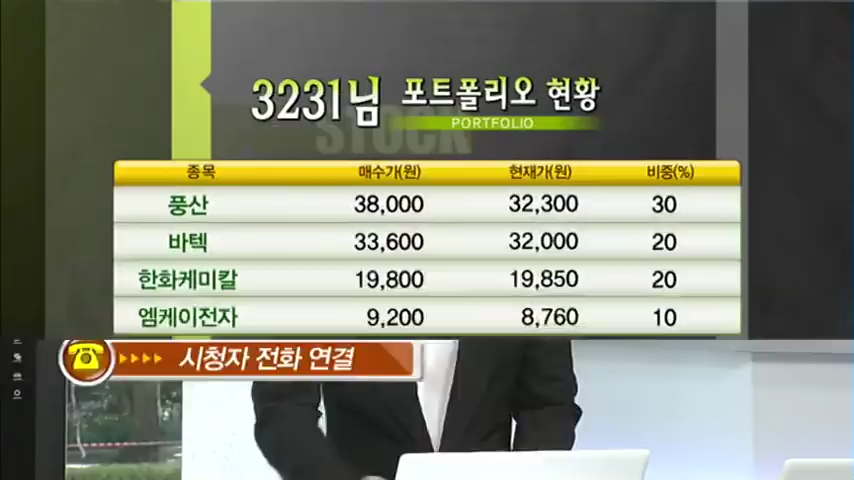 3231님 포트폴리오 현황
PORTFOLIO
STOCK
종목 매수가(원) 현재가(원) 비중(%)
풍산 38,000 32,300 30
바텍 33,600 32,000 20
한화케미칼 19,800 19,850 20
엠케이전자 9,200 8,760 10
시청자 전화 연결